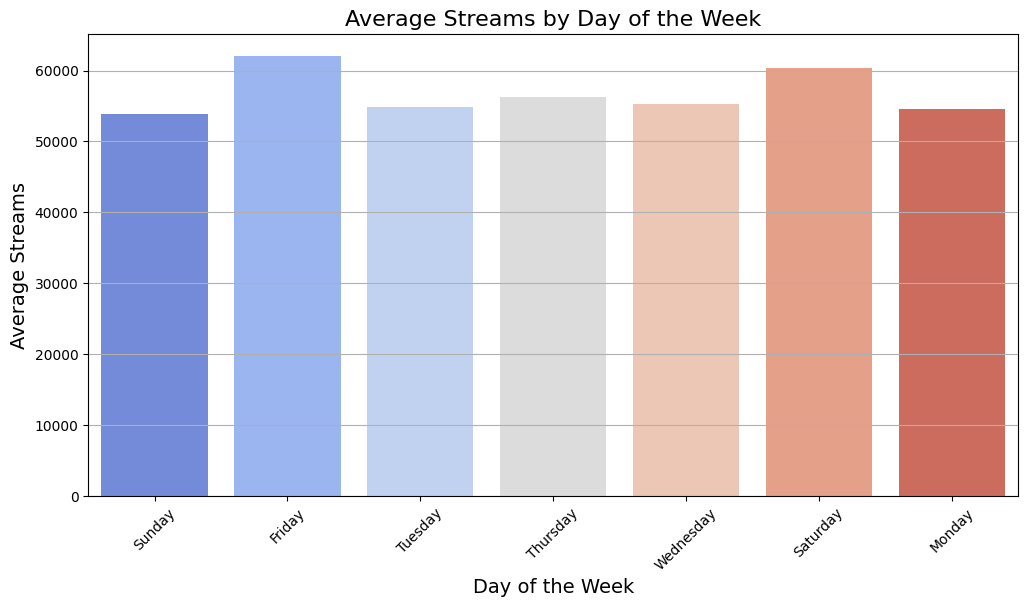 Average Streams by Day of the Week
Average Streams
60000
50000
40000
30000
20000
10000
0
Sunday
Friday
Tuesday
Thursday
Wednesday
Saturday
Monday
Day of the Week